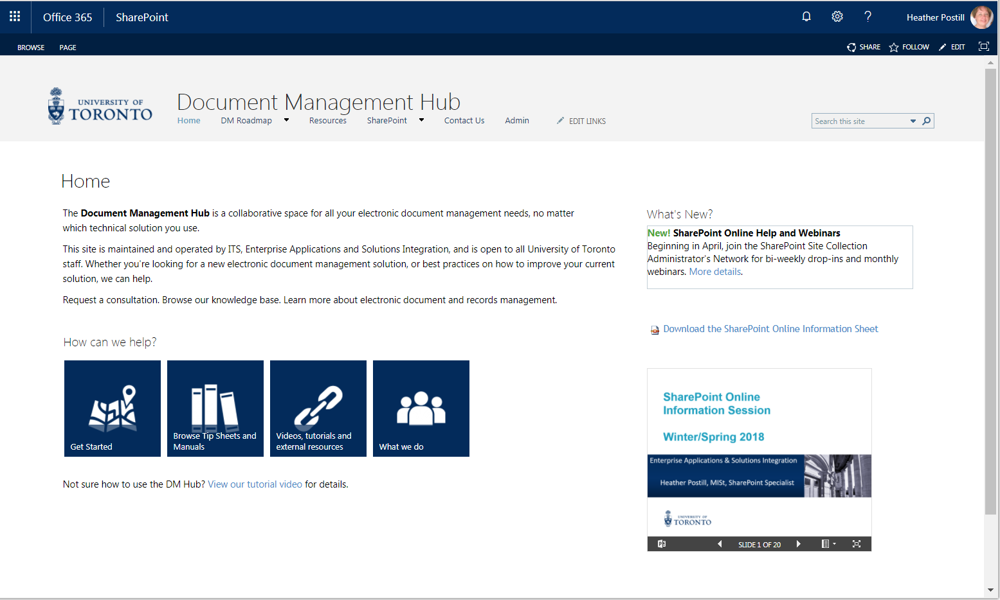 Office 365
SharePoint
Heather Postill
BROWSE
PAGE
SHARE
FOLLOW
EDIT
UNIVERSITY OF
TORONTO
Document Management Hub
Home
DM Roadmap
Resources
SharePoint
Contact Us
Admin
EDIT LINKS
Search this site
Home
The Document Management Hub is a collaborative space for all your electronic document management needs, no matter
which technical solution you use.
This site is maintained and operated by ITS, Enterprise Applications and Solutions Integration, and is open to all University of Toronto
staff. Whether you're looking for a new electronic document management solution, or best practices on how to improve your current
solution, we can help.
Request a consultation. Browse our knowledge base. Learn more about electronic document and records management.
How can we help?
Get Started
Browse Tip Sheets and
Manuals
Videos, tutorials and
external resources
What we do
Not sure how to use the DM Hub? View our tutorial video for details.
What's New?
New! SharePoint Online Help and Webinars
Beginning in April, join the SharePoint Site Collection
Administrator's Network for bi-weekly drop-ins and monthly
webinars. More details.
Download the SharePoint Online Information Sheet
SharePoint Online
Information Session
Winter/Spring 2018
Enterprise Applications & Solutions Integration
Heather Postill, MISt, SharePoint Specialist
UNIVERSITY OF
TORONTO
SLIDE 1 OF 20